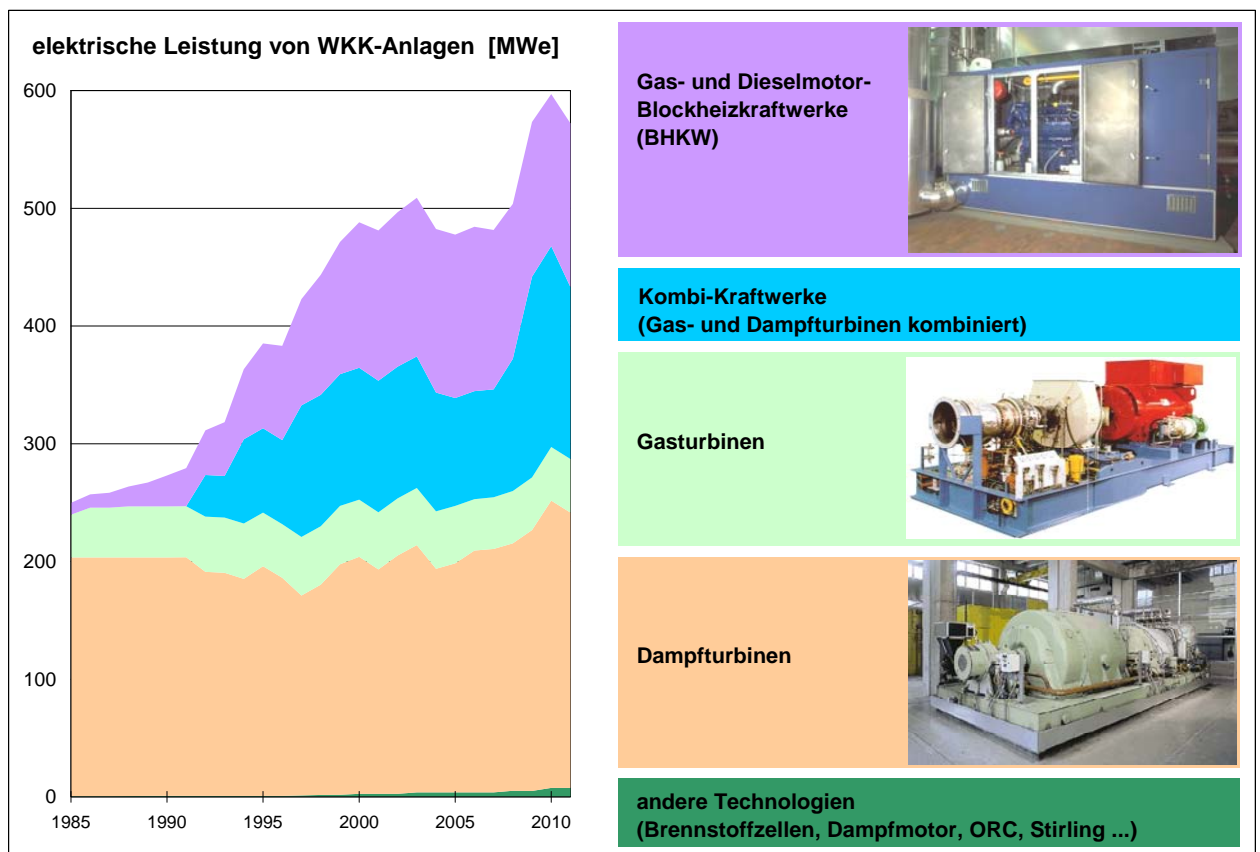 elektrische Leistung von WKK-Anlagen [MWe]
600
500
400
300
200
100
0
1985
1990
1995
2000
2005
2010
Gas- und Dieselmotor-
Blockheizkraftwerke
(BHKW)
Kombi-Kraftwerke
(Gas- und Dampfturbinen kombiniert)
Gasturbinen
Dampfturbinen
andere Technologien
(Brennstoffzellen, Dampfmotor, ORC, Stirling ...)